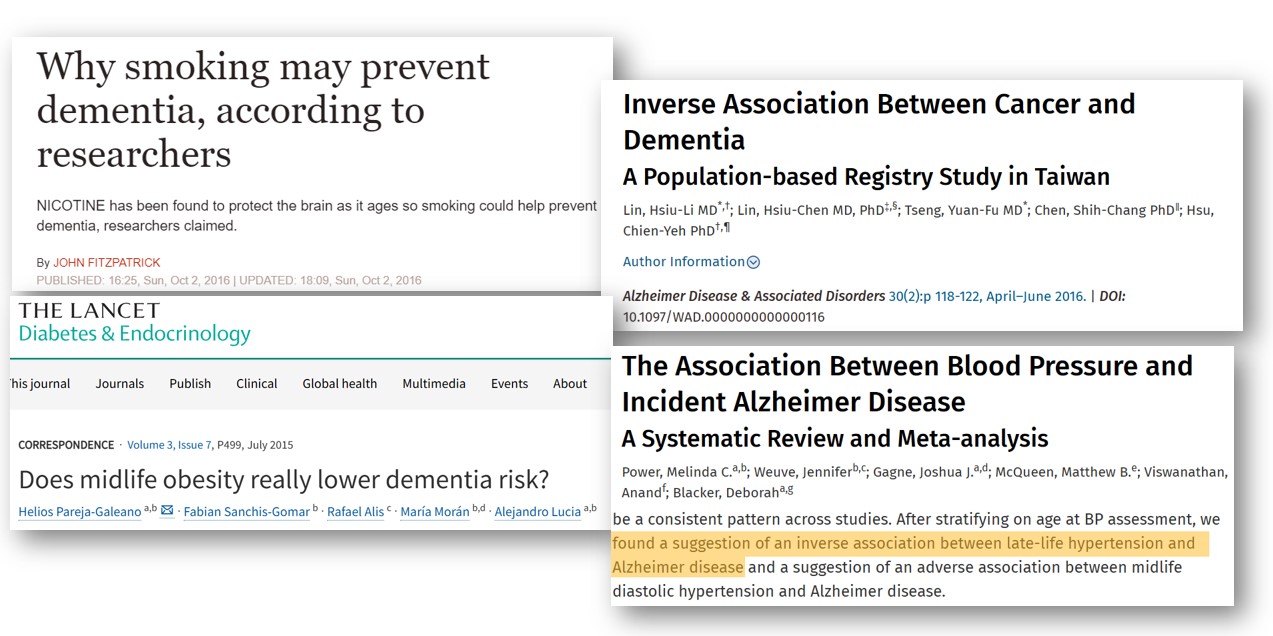 Why smoking may prevent
dementia, according to
researchers
NICOTINE has been found to protect the brain as it ages so smoking could help prevent
dementia, researchers claimed.
By JOHN FITZPATRICK
PUBLISHED: 16:25, Sun, Oct 2, 2016 | UPDATED: 18:09, Sun, Oct 2, 2016
Inverse Association Between Cancer and
Dementia
A Population-based Registry Study in Taiwan
Lin, Hsiu-Li MD*,†; Lin, Hsiu-Chen MD, PhD‡,§; Tseng, Yuan-Fu MD*; Chen, Shih-Chang PhD∥; Hsu,
Chien-Yeh PhD†,¶
Author Information
Alzheimer Disease & Associated Disorders 30(2):p 118-122, April–June 2016. | DOI:
10.1097/WAD.0000000000000116
THE LANCET
Diabetes & Endocrinology
his journal Journals Publish Clinical Global health Multimedia Events About
CORRESPONDENCE · Volume 3, Issue 7, P499, July 2015
Does midlife obesity really lower dementia risk?
Helios Pareja-Galeano a,b · Fabian Sanchis-Gomar b · Rafael Alis c · María Morán b,d · Alejandro Lucia a,b
The Association Between Blood Pressure and
Incident Alzheimer Disease
A Systematic Review and Meta-analysis
Power, Melinda C.a,b; Weuve, Jenniferb,c; Gagne, Joshua J.a,d; McQueen, Matthew B.e; Viswanathan,
Anandf; Blacker, Deboraha,g
be a consistent pattern across studies. After stratifying on age at BP assessment, we
found a suggestion of an inverse association between late-life hypertension and
Alzheimer disease and a suggestion of an adverse association between midlife
diastolic hypertension and Alzheimer disease.